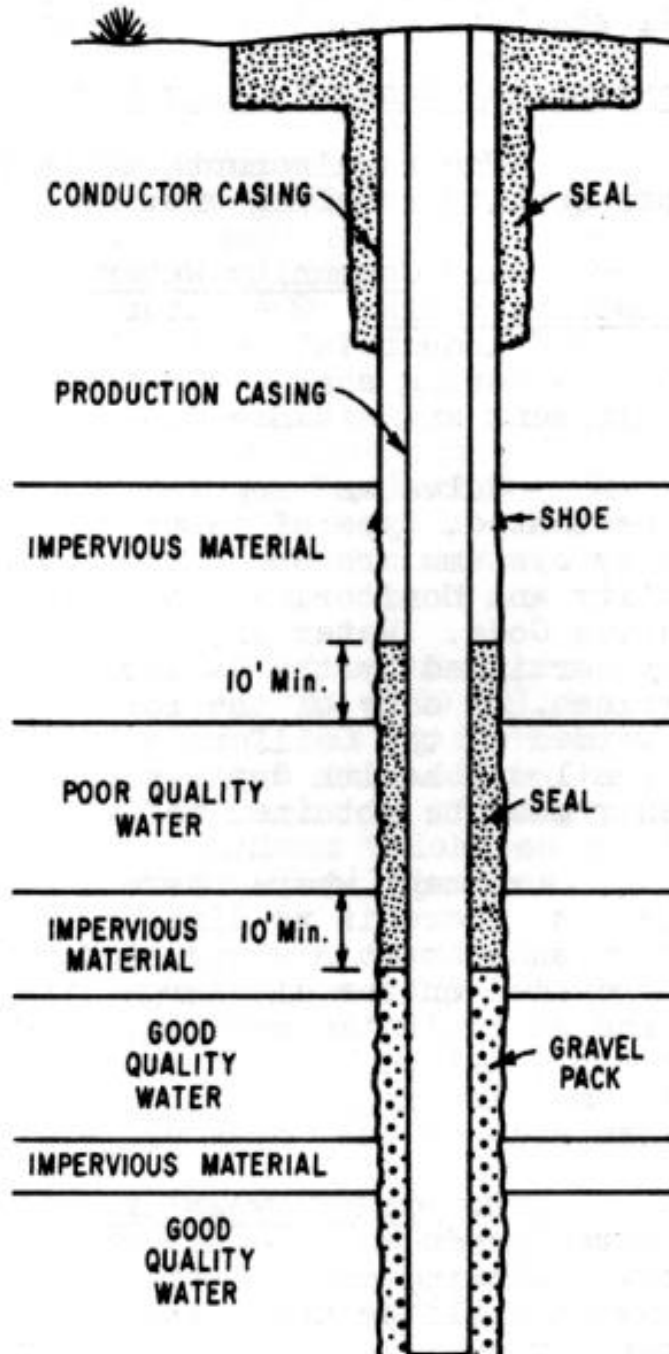 CONDUCTOR CASING
SEAL
PRODUCTION CASING
IMPERVIOUS MATERIAL
SHOE
10' Min.
POOR QUALITY
WATER
SEAL
IMPERVIOUS
MATERIAL
10' Min.
GOOD
QUALITY
WATER
GRAVEL
PACK
IMPERVIOUS MATERIAL
GOOD
QUALITY
WATER